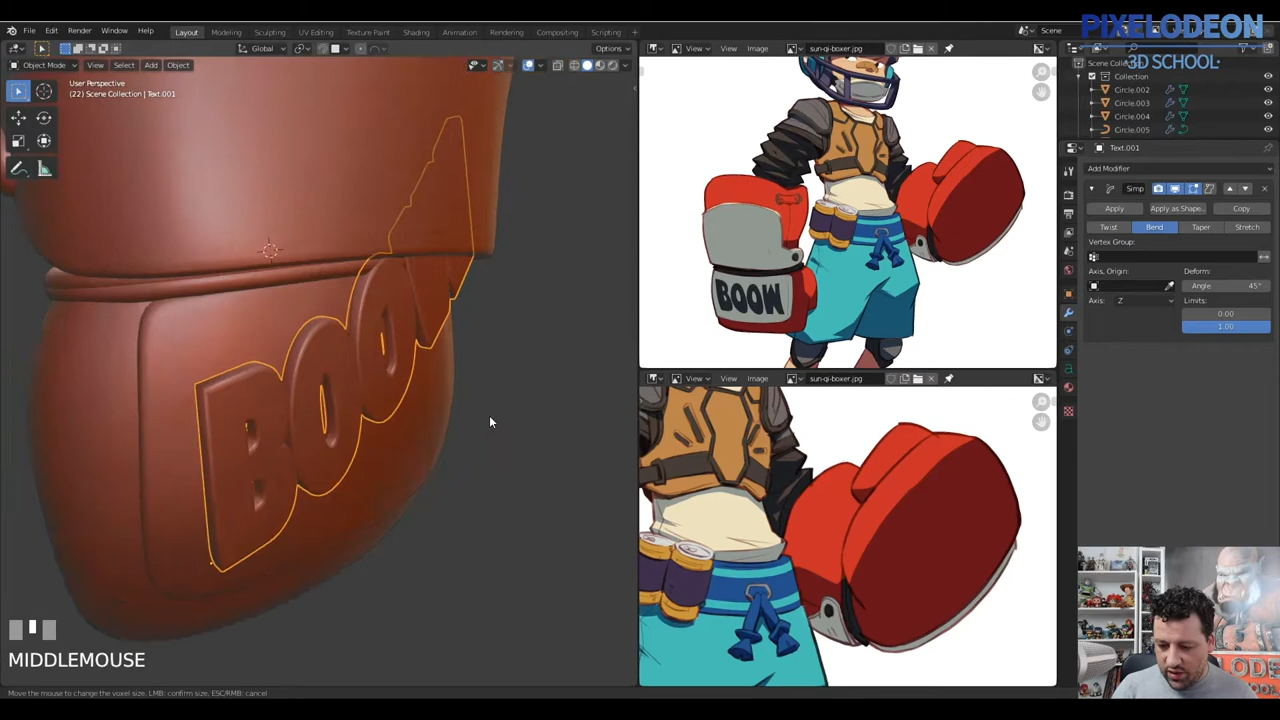 PIXELODEON
3D SCHOOL
File Edit Render Window Help
Layout Modeling Sculpting UV Editing Texture Paint Shading Animation Rendering Compositing Scripting
Scene
Global
Options
Object Mode View Select Add Object
User Perspective
(22) Scene Collection | Text.001
View View Image sun-qi-boxer.jpg
Scene Collec
Collection
Circle.002
Circle.003
Circle.004
Circle.005
Text.001
Add Modifier
Simp
Apply Apply as Shape.. Copy
Twist Bend Taper Stretch
Vertex Group:
Axis, Origin: Deform:
Angle 45°
Axis: Z Limits:
0.00
1.00
BOOM
BOOM
View View Image sun-qi-boxer.jpg
MIDDLEMOUSE
Move the mouse to change the voxel size. LMB: confirm size. ESC/RMB: cancel